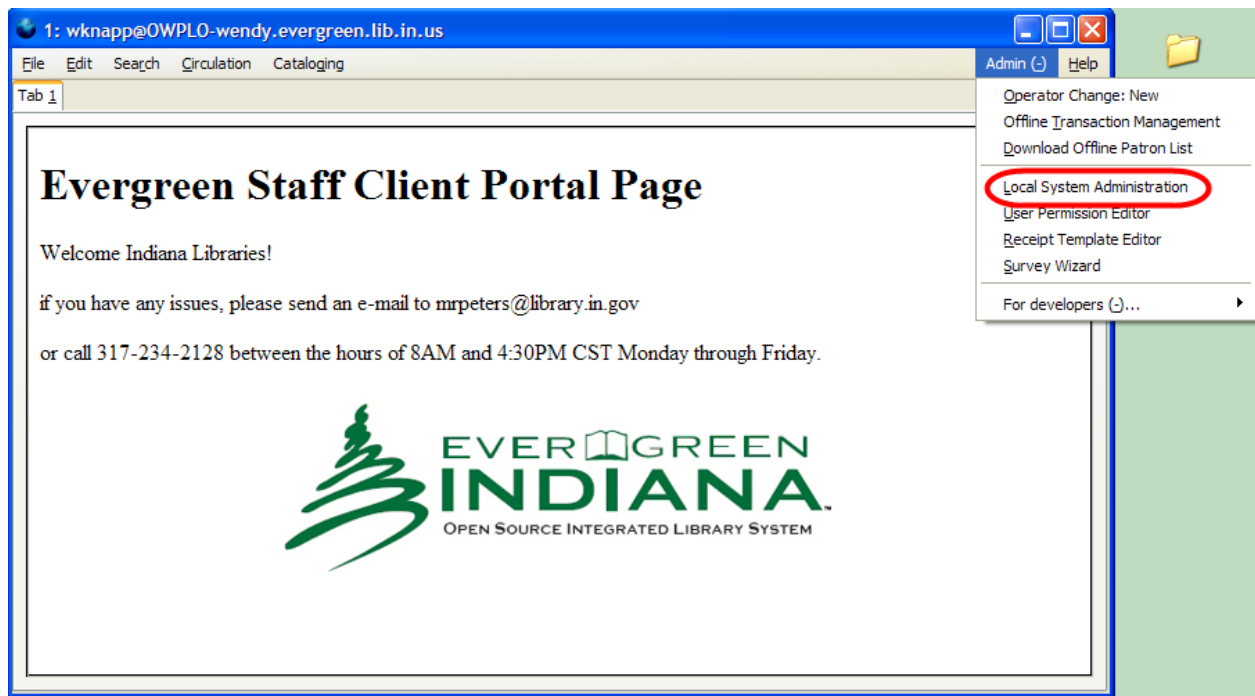 1: wknapp@OWPLO-wendy.evergreen.lib.in.us
File Edit Search Circulation Cataloging Admin (-) Help
Tab 1
Operator Change: New
Offline Transaction Management
Download Offline Patron List
Local System Administration
User Permission Editor
Receipt Template Editor
Survey Wizard
For developers (-)...
Evergreen Staff Client Portal Page
Welcome Indiana Libraries!
if you have any issues, please send an e-mail to mrpeters@library.in.gov
or call 317-234-2128 between the hours of 8AM and 4:30PM CST Monday through Friday.
EVERGREEN
INDIANA™
OPEN SOURCE INTEGRATED LIBRARY SYSTEM